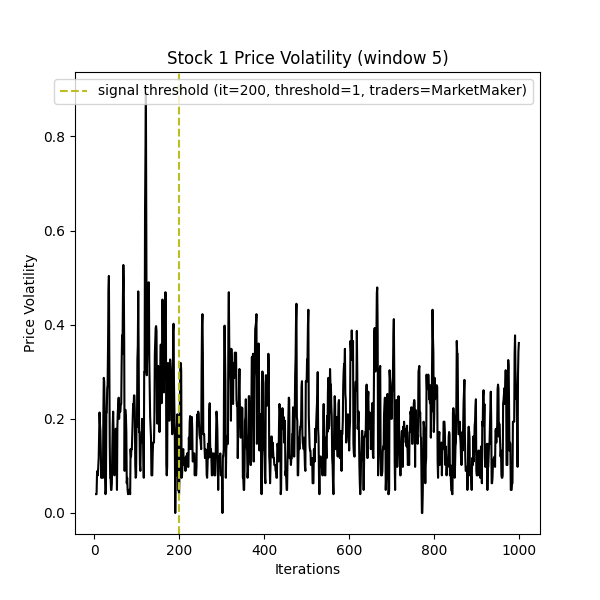 Stock 1 Price Volatility (window 5)
signal threshold (it=200, threshold=1, traders=MarketMaker)
Price Volatility
0.8
0.6
0.4
0.2
0.0
0 200 400 600 800 1000
Iterations